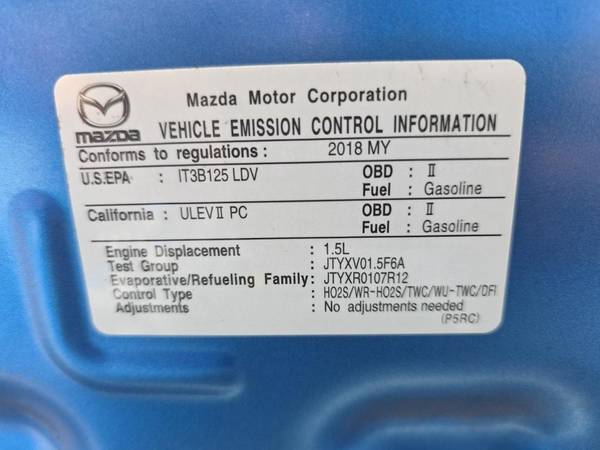 Mazda Motor Corporation
mazda VEHICLE EMISSION CONTROL INFORMATION
Conforms to regulations : 2018 MY
U.S.EPA : IT3B125 LDV OBD : II
Fuel : Gasoline
California : ULEV II PC OBD : II
Fuel : Gasoline
Engine Displacement : 1.5L
Test Group : JTYXV01.5F6A
Evaporative/Refueling Family: JTYXR0107R12
Control Type : HO2S/WR-HO2S/TWC/WU-TWC/DFI
Adjustments : No adjustments needed
(P5RC)